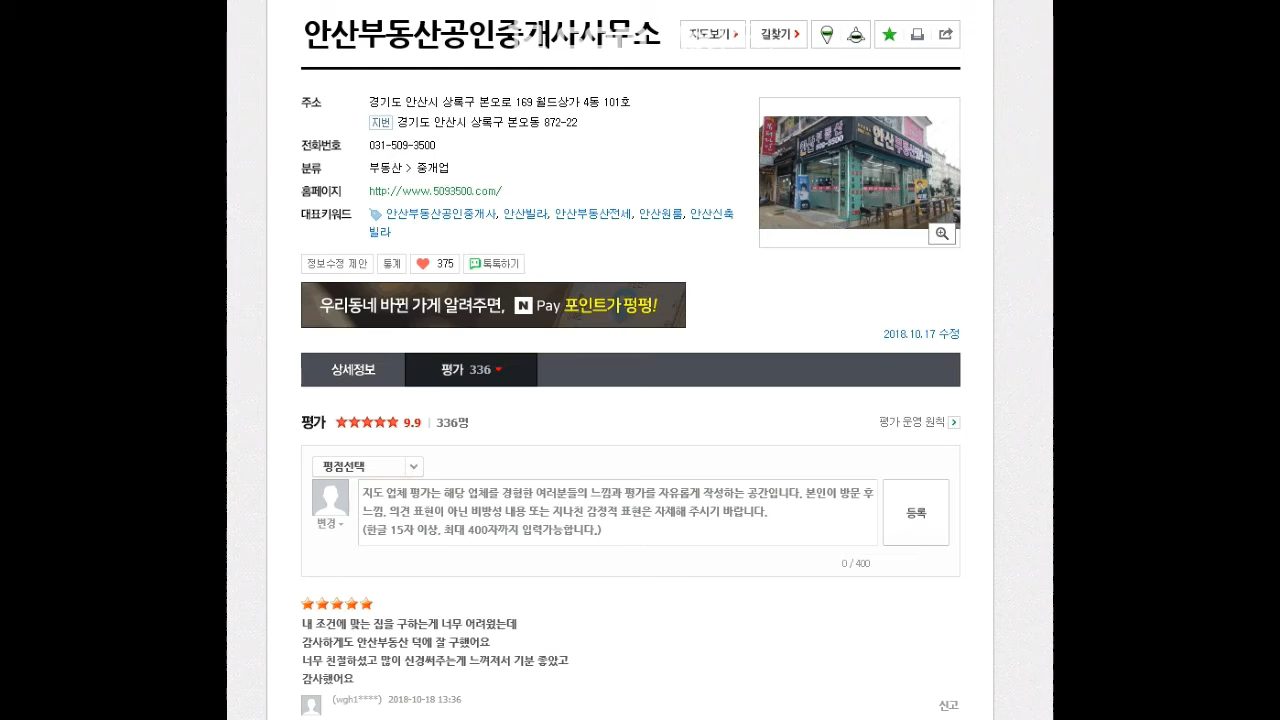 안산부동산공인중개사사무소
지도보기
길찾기
주소 경기도 안산시 상록구 본오로 169 월드상가 4동 101호
지번 경기도 안산시 상록구 본오동 872-22
전화번호 031-509-3500
분류 부동산 > 중개업
홈페이지 http://www.5093500.com/
대표키워드 안산부동산공인중개사, 안산빌라, 안산부동산전세, 안산원룸, 안산신축
빌라
안산부동산
정보수정 제안 통계 375 톡톡하기
우리동네 바뀐 가게 알려주면, N Pay 포인트가 펑펑!
2018.10.17 수정
상세정보 평가 336
평가 9.9 336명
평가 운영 원칙
평점선택
변경
지도 업체 평가는 해당 업체를 경험한 여러분들의 느낌과 평가를 자유롭게 작성하는 공간입니다. 본인이 방문 후
느낌, 의견 표현이 아닌 비방성 내용 또는 지나친 감정적 표현은 자제해 주시기 바랍니다.
(한글 15자 이상, 최대 400자까지 입력가능합니다.)
등록
0 / 400
내 조건에 맞는 집을 구하는게 너무 어려웠는데
감사하게도 안산부동산 덕에 잘 구했어요
너무 친절하셨고 많이 신경써주는게 느껴져서 기분 좋았고
감사했어요
(wgh1****) 2018-10-18 13:36
신고